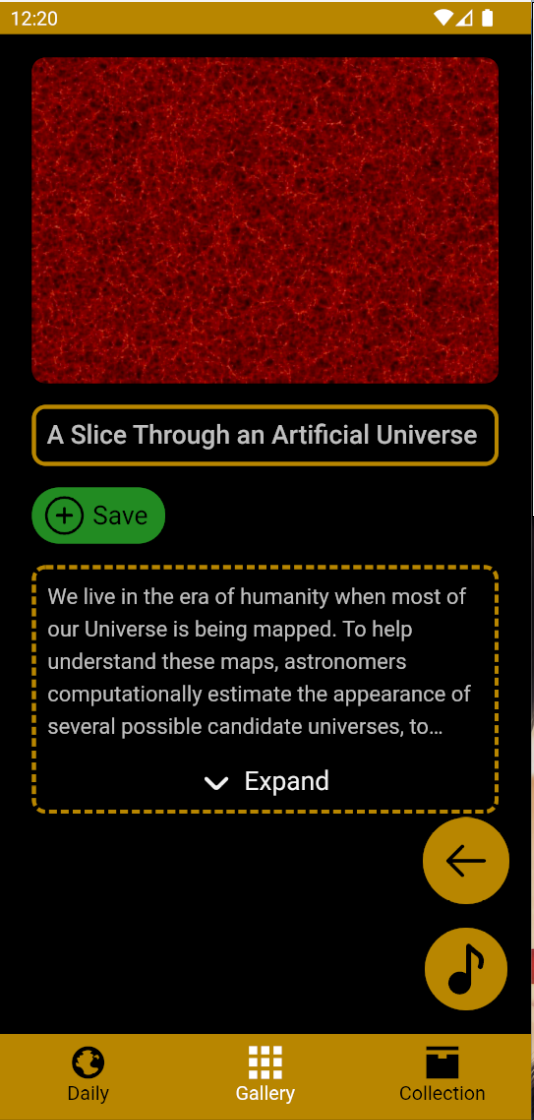 12:20
A Slice Through an Artificial Universe
Save
We live in the era of humanity when most of
our Universe is being mapped. To help
understand these maps, astronomers
computationally estimate the appearance of
several possible candidate universes, to…
Expand
Daily
Gallery
Collection